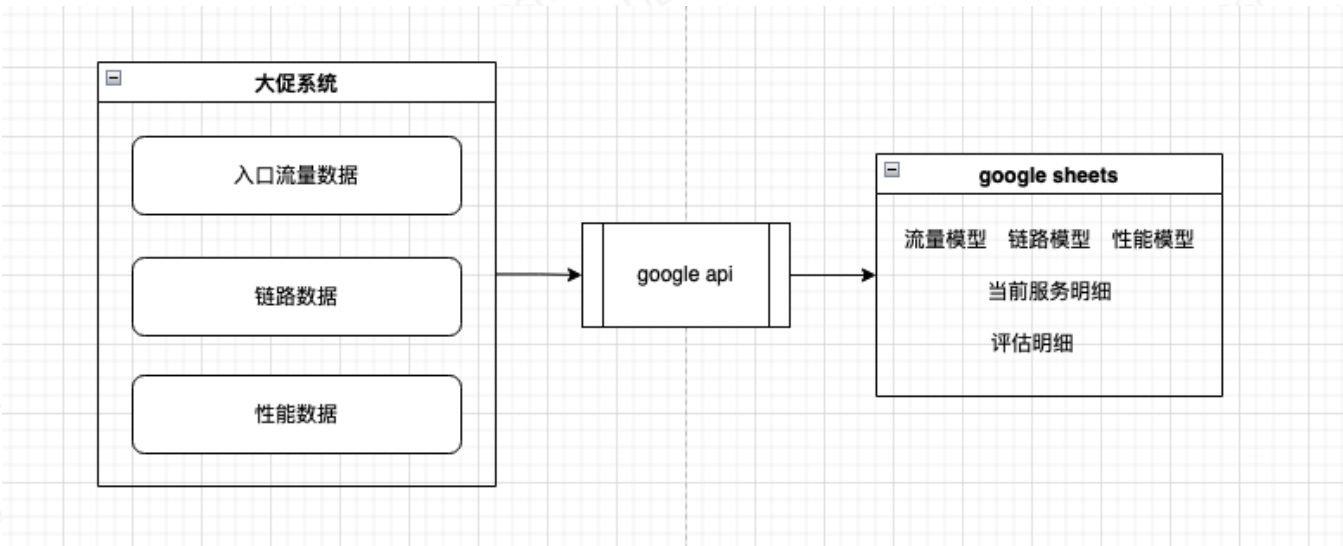 大促系统
入口流量数据
链路数据
性能数据
google api
google sheets
流量模型 链路模型 性能模型
当前服务明细
评估明细